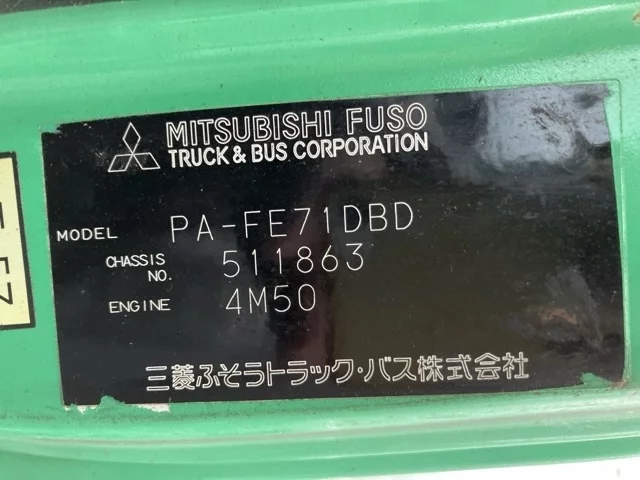 MITSUBISHI FUSO
TRUCK & BUS CORPORATION
MODEL PA-FE71DBD
CHASSIS NO. 511863
ENGINE 4M50
三菱ふそうトラック・バス株式会社